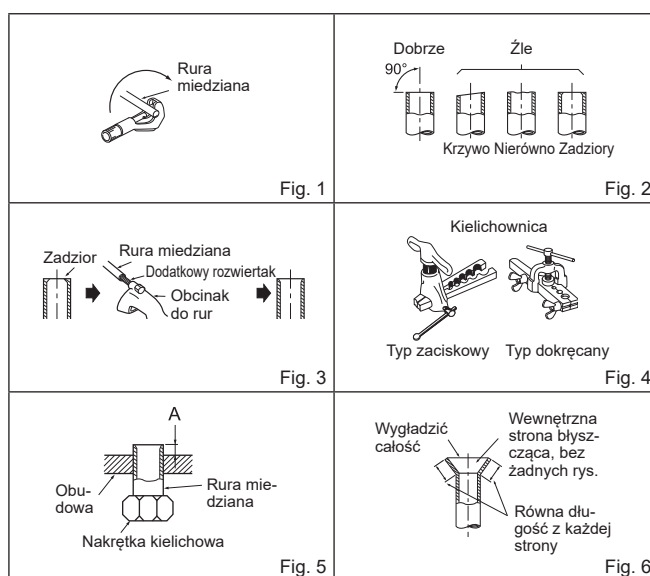 Rura
miedziana
Fig. 1
Dobrze
Źle
90°
Krzywo Nierówno Zadziory
Fig. 2
Zadzior
Rura miedziana
Dodatkowy rozwiertak
Obcinak
do rur
Fig. 3
Kielichownica
Typ zaciskowy
Typ dokręcany
Fig. 4
A
Obu-
dowa
Rura mie-
dziana
Nakrętka kielichowa
Fig. 5
Wygładzić
całość
Wewnętrzna
strona błysz-
cząca, bez
żadnych rys.
Równa dłu-
gość z każdej
strony
Fig. 6